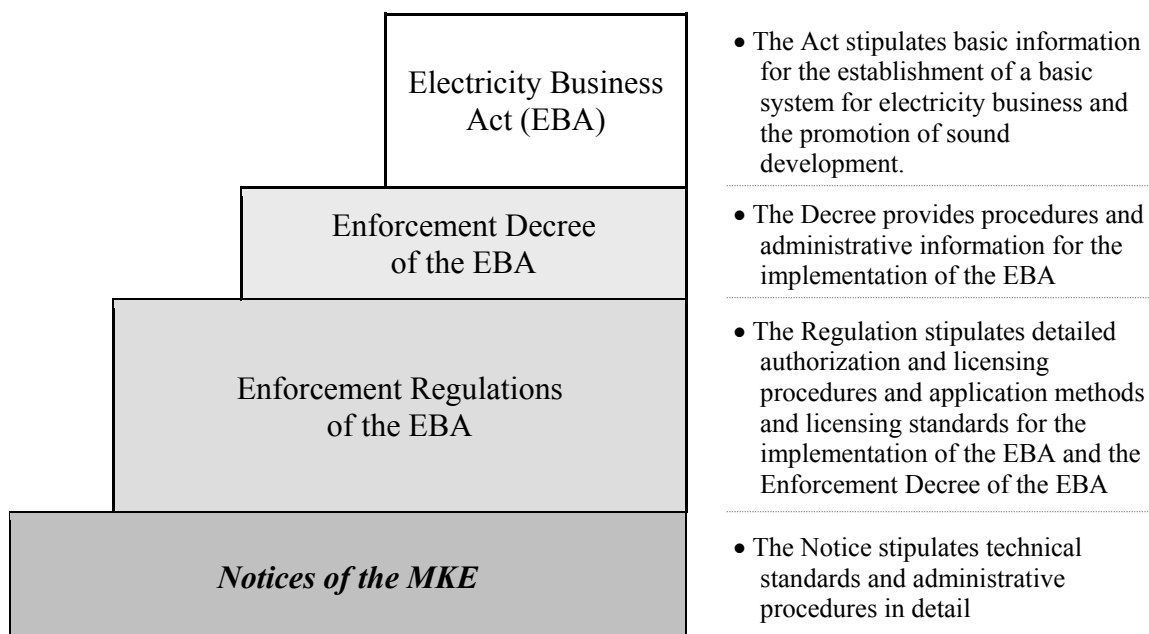 Electricity Business
Act (EBA)
• The Act stipulates basic information
for the establishment of a basic
system for electricity business and
the promotion of sound
development.
Enforcement Decree
of the EBA
• The Decree provides procedures and
administrative information for the
implementation of the EBA
Enforcement Regulations
of the EBA
• The Regulation stipulates detailed
authorization and licensing
procedures and application methods
and licensing standards for the
implementation of the EBA and the
Enforcement Decree of the EBA
Notices of the MKE
• The Notice stipulates technical
standards and administrative
procedures in detail